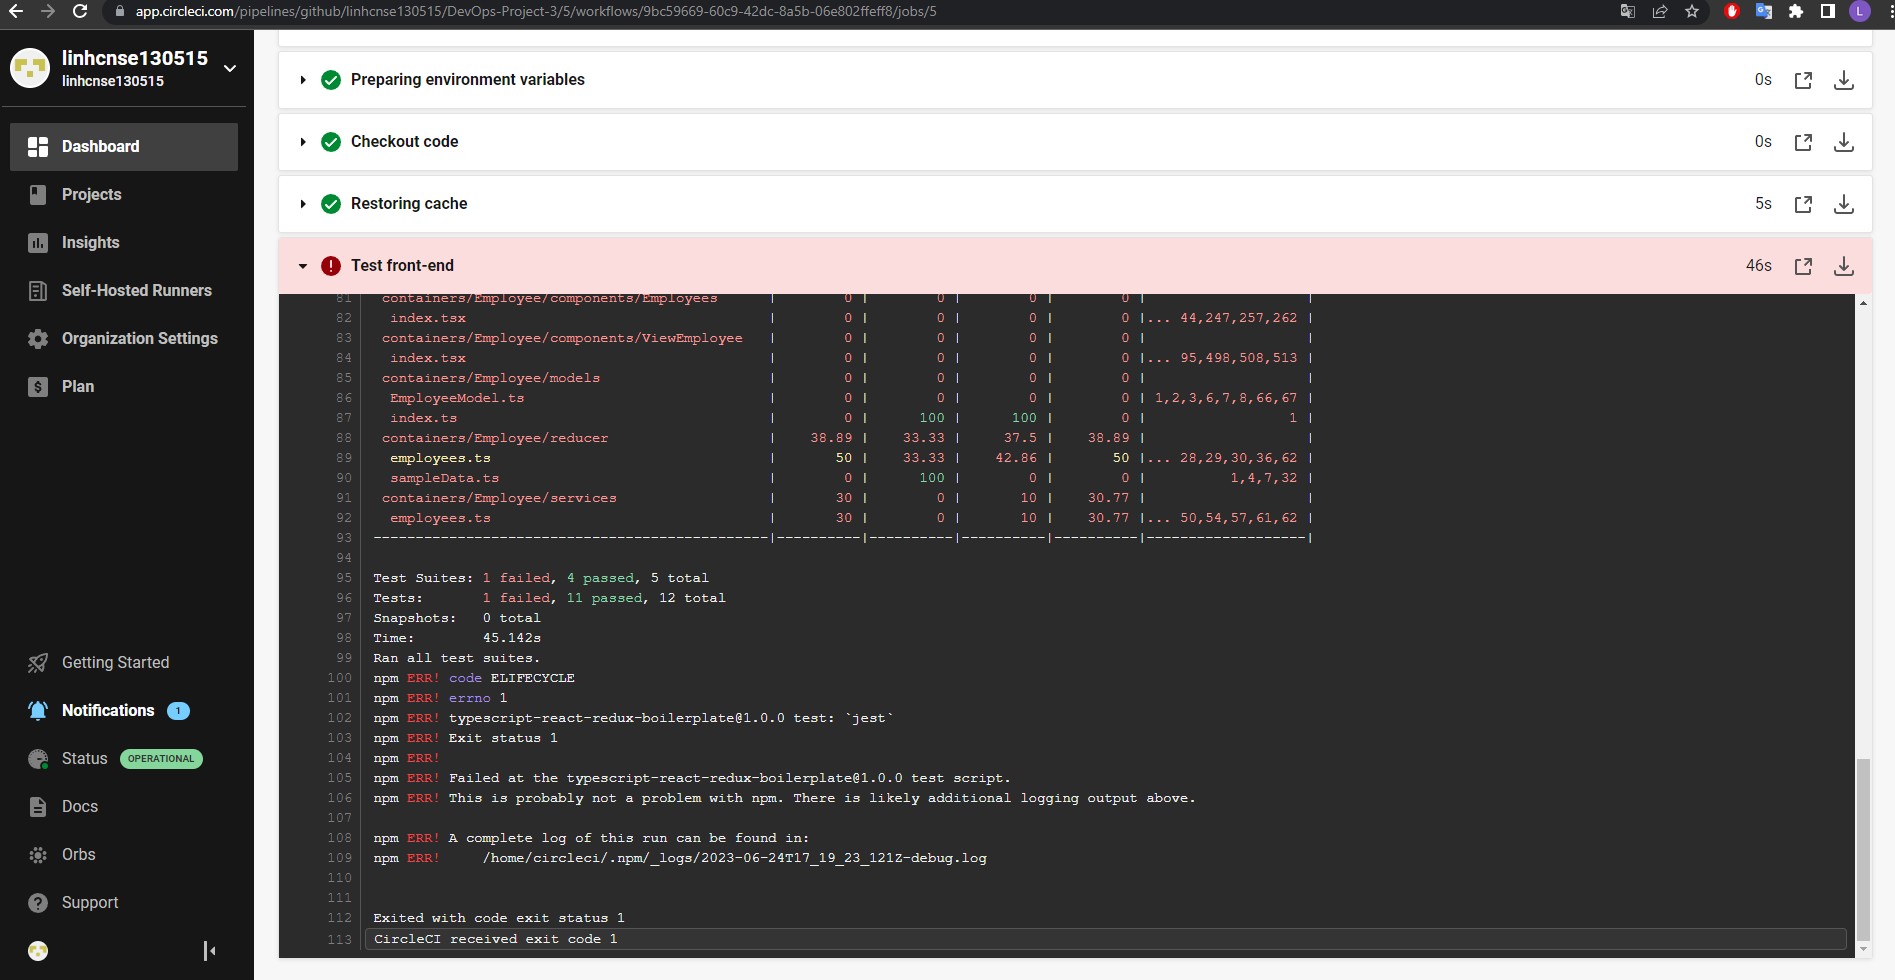 app.circleci.com/pipelines/github/linhcnse130515/DevOps-Project-3/5/workflows/9bc59669-60c9-42dc-8a5b-06e802ffeff8/jobs/5
L
linhcnse130515
linhcnse130515
Dashboard
Projects
Insights
Self-Hosted Runners
Organization Settings
Plan
Getting Started
Notifications 1
Status OPERATIONAL
Docs
Orbs
Support
Preparing environment variables 0s
Checkout code 0s
Restoring cache 5s
Test front-end 46s
81 containers/Employee/components/Employees | 0 | 0 | 0 | 0 | |
82 index.tsx | 0 | 0 | 0 | 0 |... 44,247,257,262 |
83 containers/Employee/components/ViewEmployee | 0 | 0 | 0 | 0 | |
84 index.tsx | 0 | 0 | 0 | 0 |... 95,498,508,513 |
85 containers/Employee/models | 0 | 0 | 0 | 0 | |
86 EmployeeModel.ts | 0 | 0 | 0 | 0 | 1,2,3,6,7,8,66,67 |
87 index.ts | 0 | 100 | 100 | 0 | 1 |
88 containers/Employee/reducer | 38.89 | 33.33 | 37.5 | 38.89 | |
89 employees.ts | 50 | 33.33 | 42.86 | 50 |... 28,29,30,36,62 |
90 sampleData.ts | 0 | 100 | 0 | 0 | 1,4,7,32 |
91 containers/Employee/services | 30 | 0 | 10 | 30.77 | |
92 employees.ts | 30 | 0 | 10 | 30.77 |... 50,54,57,61,62 |
93 -----------------------------------------------|----------|----------|----------|----------|-------------------|
94
95 Test Suites: 1 failed, 4 passed, 5 total
96 Tests: 1 failed, 11 passed, 12 total
97 Snapshots: 0 total
98 Time: 45.142s
99 Ran all test suites.
100 npm ERR! code ELIFECYCLE
101 npm ERR! errno 1
102 npm ERR! typescript-react-redux-boilerplate@1.0.0 test: `jest`
103 npm ERR! Exit status 1
104 npm ERR!
105 npm ERR! Failed at the typescript-react-redux-boilerplate@1.0.0 test script.
106 npm ERR! This is probably not a problem with npm. There is likely additional logging output above.
107
108 npm ERR! A complete log of this run can be found in:
109 npm ERR! /home/circleci/.npm/_logs/2023-06-24T17_19_23_121Z-debug.log
110
111
112 Exited with code exit status 1
113 CircleCI received exit code 1